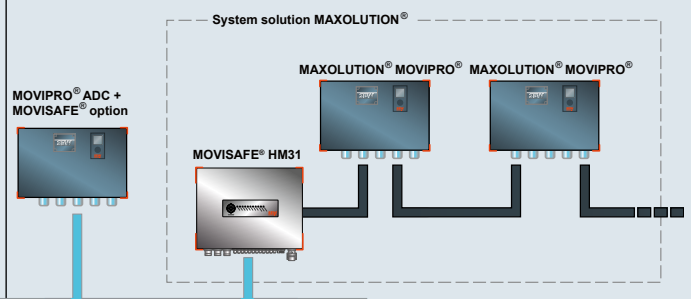 System solution MAXOLUTION®
MAXOLUTION® MOVIPRO® MAXOLUTION® MOVIPRO®
MOVIPRO® ADC +
MOVISAFE® option
MOVISAFE® HM31